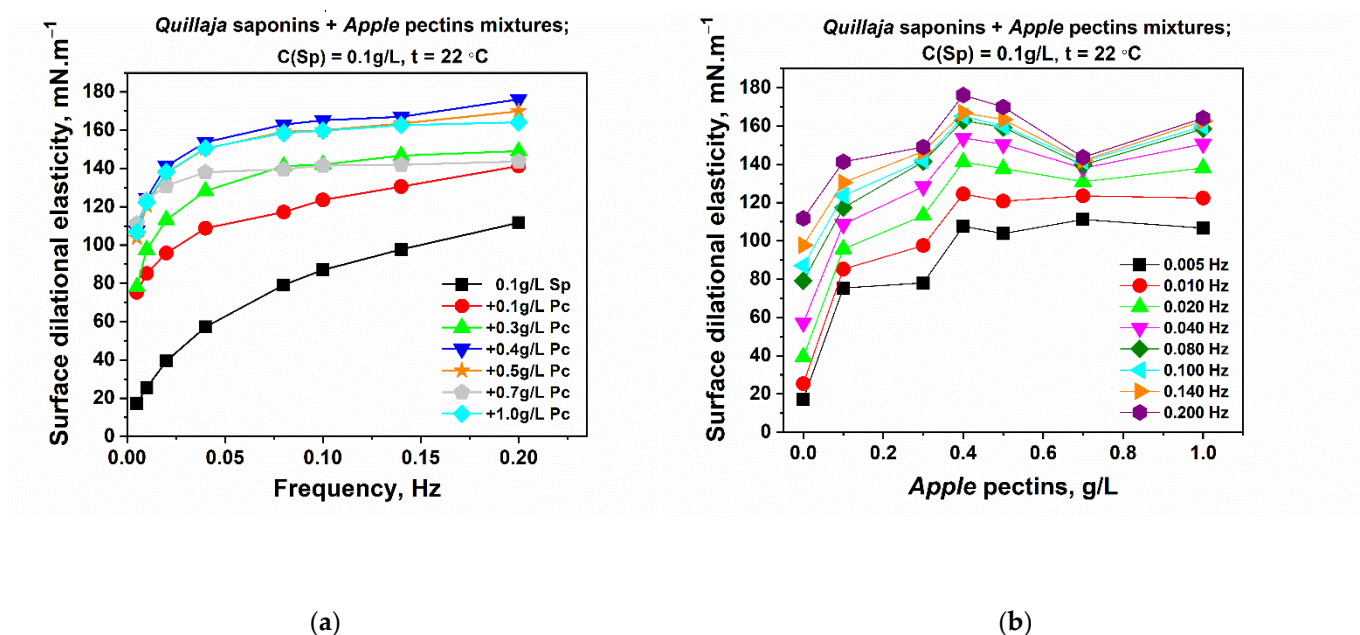 Quillaja saponins + Apple pectins mixtures;
C(Sp) = 0.1g/L, t = 22 °C
Surface dilational elasticity, mN.m⁻¹
180
160
140
120
100
80
60
40
20
0
0.1g/L Sp
+0.1g/L Pc
+0.3g/L Pc
+0.4g/L Pc
+0.5g/L Pc
+0.7g/L Pc
+1.0g/L Pc
0.00 0.05 0.10 0.15 0.20
Frequency, Hz
(a)
Quillaja saponins + Apple pectins mixtures;
C(Sp) = 0.1g/L, t = 22 °C
Surface dilational elasticity, mN.m⁻¹
180
160
140
120
100
80
60
40
20
0
0.005 Hz
0.010 Hz
0.020 Hz
0.040 Hz
0.080 Hz
0.100 Hz
0.140 Hz
0.200 Hz
0.0 0.2 0.4 0.6 0.8 1.0
Apple pectins, g/L
(b)